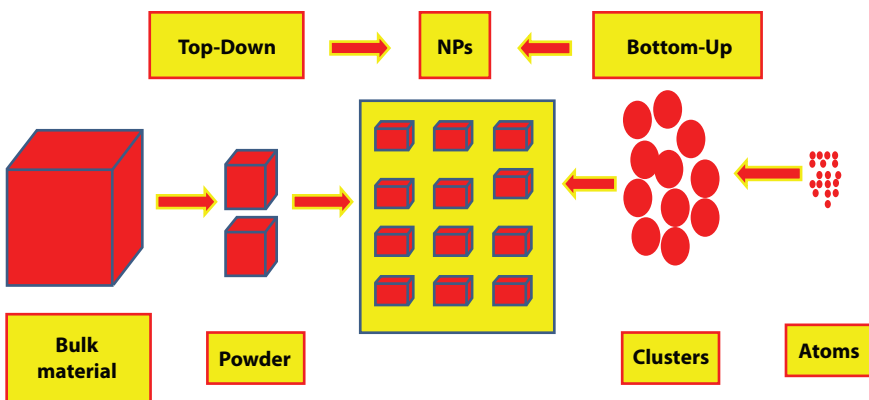 Top-Down
NPs
Bottom-Up
Bulk
material
Powder
Clusters
Atoms